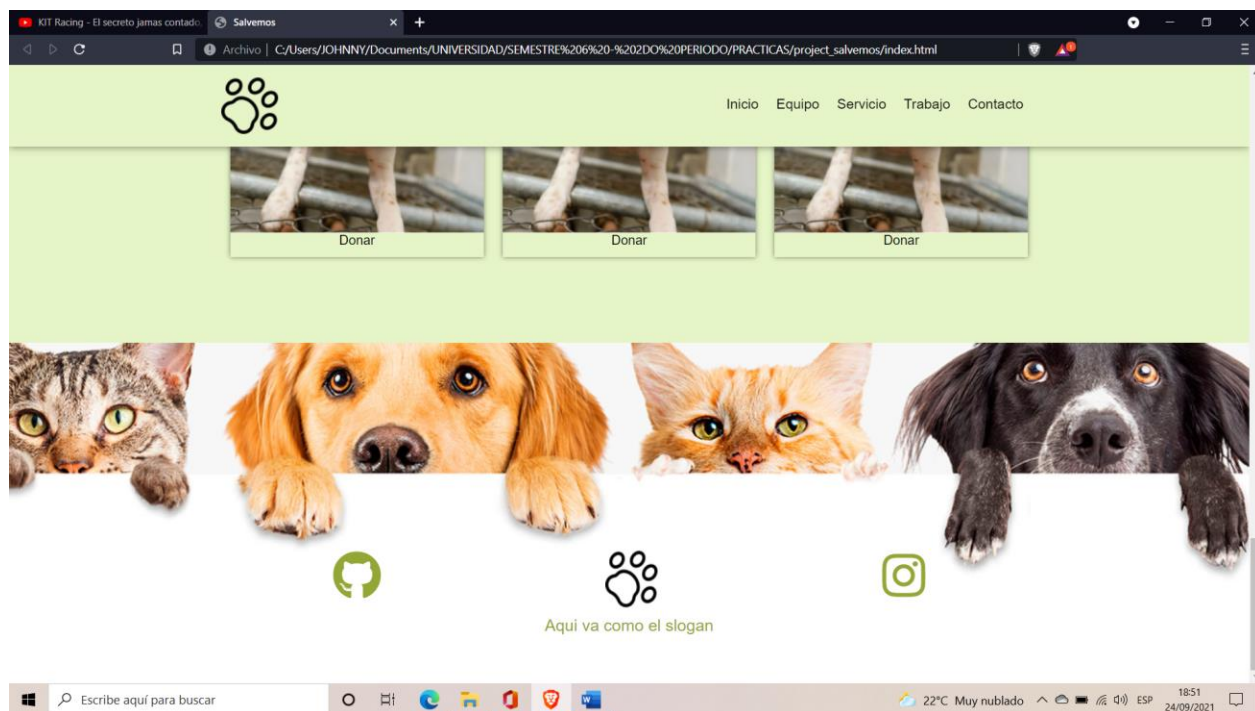 KIT Racing - El secreto jamas contado.
Salvemos
Archivo | C:/Users/JOHNNY/Documents/UNIVERSIDAD/SEMESTRE%206%20-%202DO%20PERIODO/PRACTICAS/project_salvemos/index.html
Inicio Equipo Servicio Trabajo Contacto
Donar Donar Donar
Aqui va como el slogan
Escribe aquí para buscar
22°C Muy nublado
ESP
18:51
24/09/2021